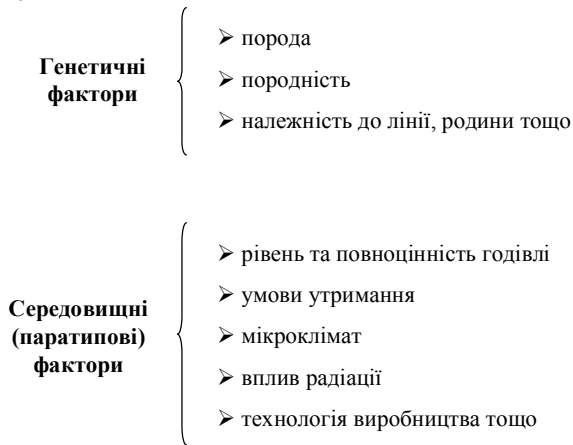 Генетичні
фактори
➢ порода
➢ породність
➢ належність до лінії, родини тощо
Середовищні
(паратипові)
фактори
➢ рівень та повноцінність годівлі
➢ умови утримання
➢ мікроклімат
➢ вплив радіації
➢ технологія виробництва тощо